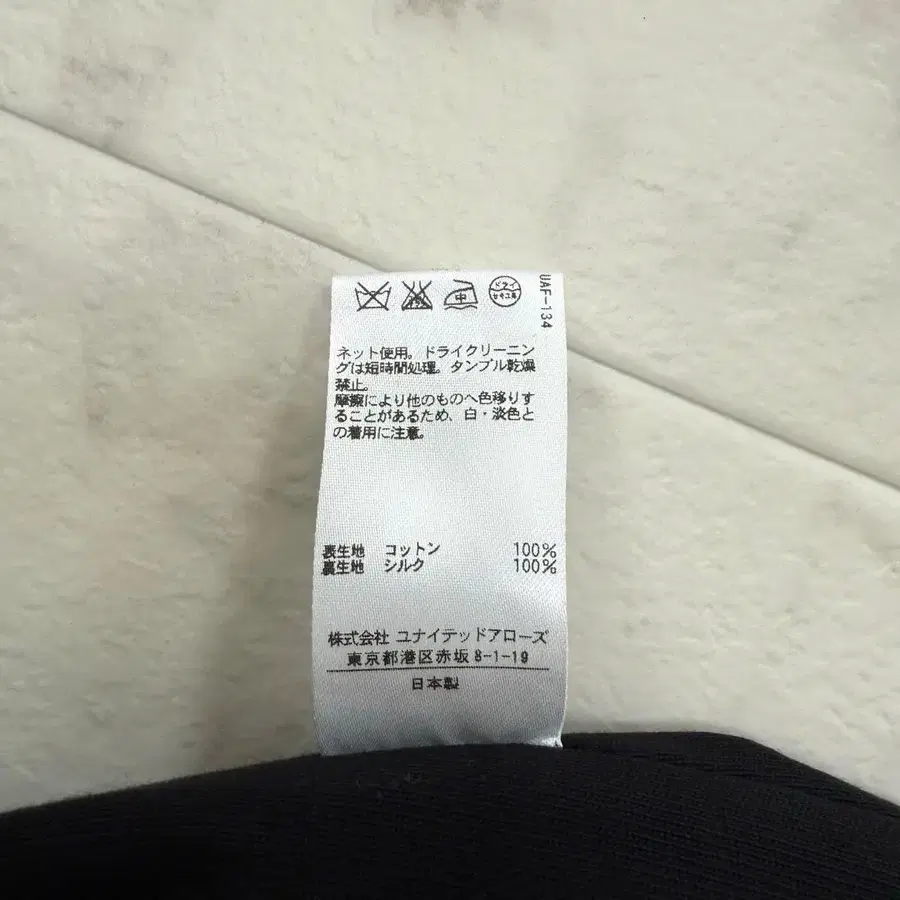 中
ドライ
セキユ系
UAF-134
ネット使用。ドライクリーニン
グは短時間処理。タンブル乾燥
禁止。
摩擦により他のものへ色移りす
ることがあるため、白・淡色と
の着用に注意。
表生地 コットン 100%
裏生地 シルク 100%
株式会社 ユナイテッドアローズ
東京都港区赤坂8-1-19
日本製